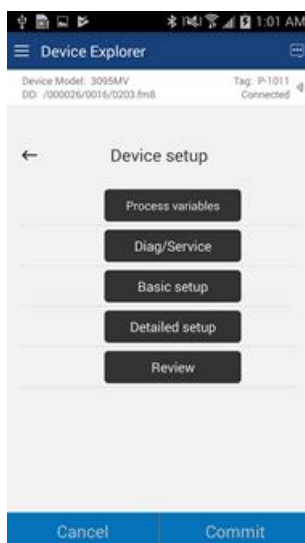 1:01 AM
Device Explorer
Device Model: 3095MV
Tag: P-1011
DD: /000026/0016/0203.fm8
Connected
Device setup
Process variables
Diag/Service
Basic setup
Detailed setup
Review
Cancel
Commit